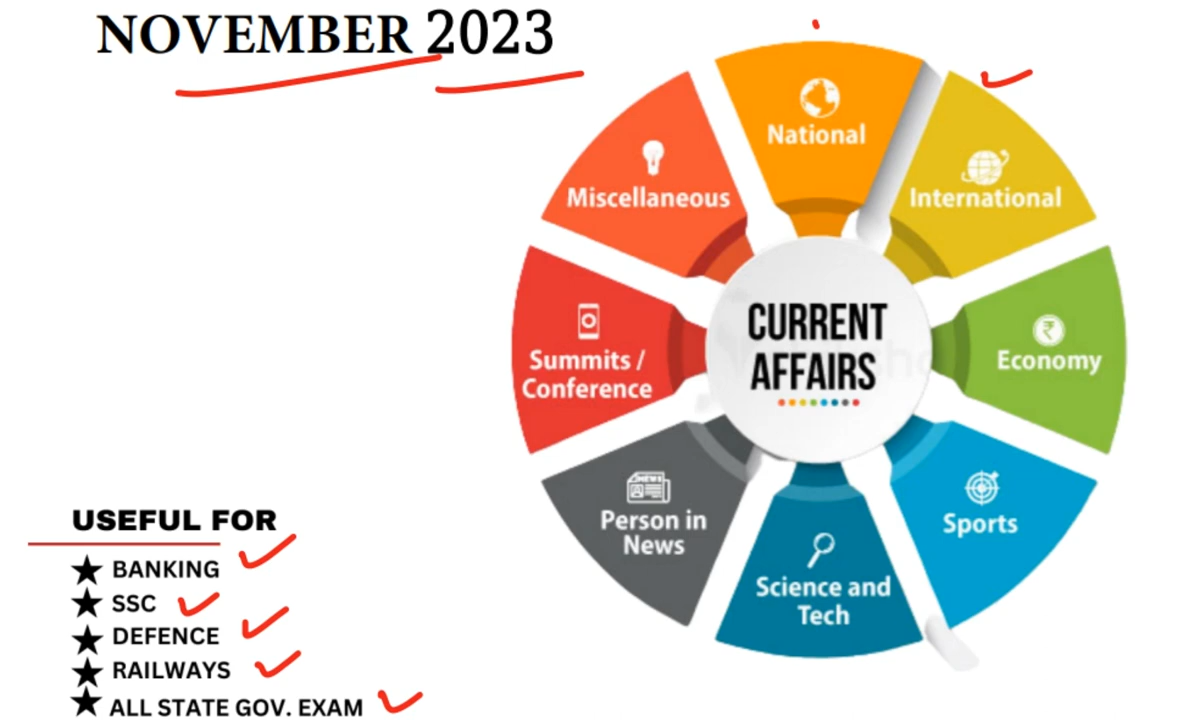 NOVEMBER 2023
National
International
Miscellaneous
CURRENT
AFFAIRS
Summits /
Conference
Economy
Person in
News
Sports
Science and
Tech
NEWS
USEFUL FOR
★ BANKING
★ SSC
★ DEFENCE
★ RAILWAYS
★ ALL STATE GOV. EXAM